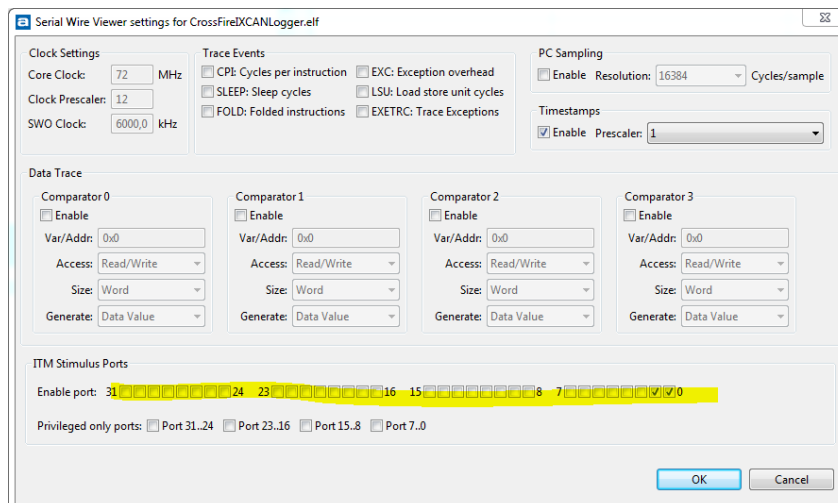 Serial Wire Viewer settings for CrossFireIXCANLogger.elf
Clock Settings
Core Clock: 72 MHz
Clock Prescaler: 12
SWO Clock: 6000,0 kHz
Trace Events
CPI: Cycles per instruction EXC: Exception overhead
SLEEP: Sleep cycles LSU: Load store unit cycles
FOLD: Folded instructions EXETRC: Trace Exceptions
PC Sampling
Enable Resolution: 16384 Cycles/sample
Timestamps
Enable Prescaler: 1
Data Trace
Comparator 0
Enable
Var/Addr: 0x0
Access: Read/Write
Size: Word
Generate: Data Value
Comparator 1
Enable
Var/Addr: 0x0
Access: Read/Write
Size: Word
Generate: Data Value
Comparator 2
Enable
Var/Addr: 0x0
Access: Read/Write
Size: Word
Generate: Data Value
Comparator 3
Enable
Var/Addr: 0x0
Access: Read/Write
Size: Word
Generate: Data Value
ITM Stimulus Ports
Enable port: 31 24 23 16 15 8 7 0
Privileged only ports: Port 31..24 Port 23..16 Port 15..8 Port 7..0
OK Cancel